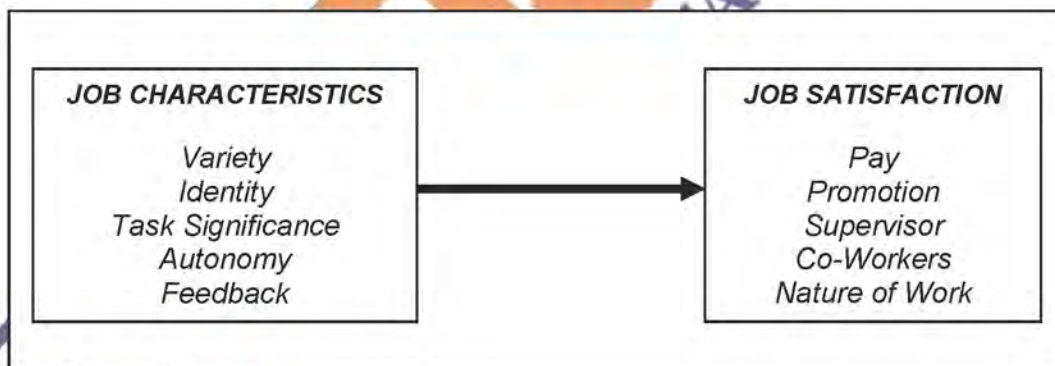 JOB CHARACTERISTICS
Variety
Identity
Task Significance
Autonomy
Feedback
JOB SATISFACTION
Pay
Promotion
Supervisor
Co-Workers
Nature of Work